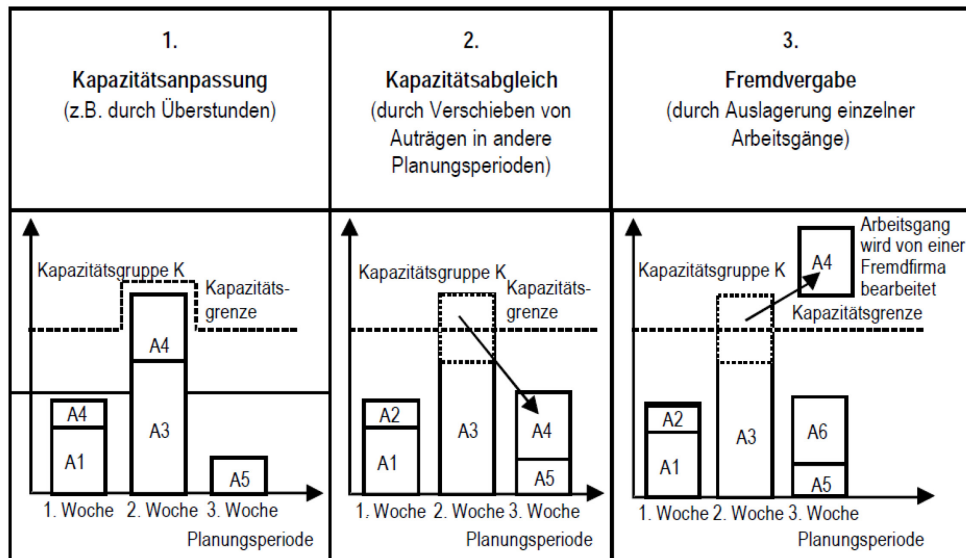 1.
Kapazitätsanpassung
(z.B. durch Überstunden)
2.
Kapazitätsabgleich
(durch Verschieben von
Auträgen in andere
Planungsperioden)
3.
Fremdvergabe
(durch Auslagerung einzelner
Arbeitsgänge)
Kapazitätsgruppe K
Kapazitäts-
grenze
A4
A4
A3
A1
A5
1. Woche 2. Woche 3. Woche
Planungsperiode
Kapazitätsgruppe K
Kapazitäts-
grenze
A2
A3
A4
A1
A5
1. Woche 2. Woche 3. Woche
Planungsperiode
Arbeitsgang
wird von einer
Fremdfirma
bearbeitet
A4
Kapazitätsgruppe K
Kapazitätsgrenze
A2
A3
A6
A1
A5
1. Woche 2. Woche 3. Woche
Planungsperiode